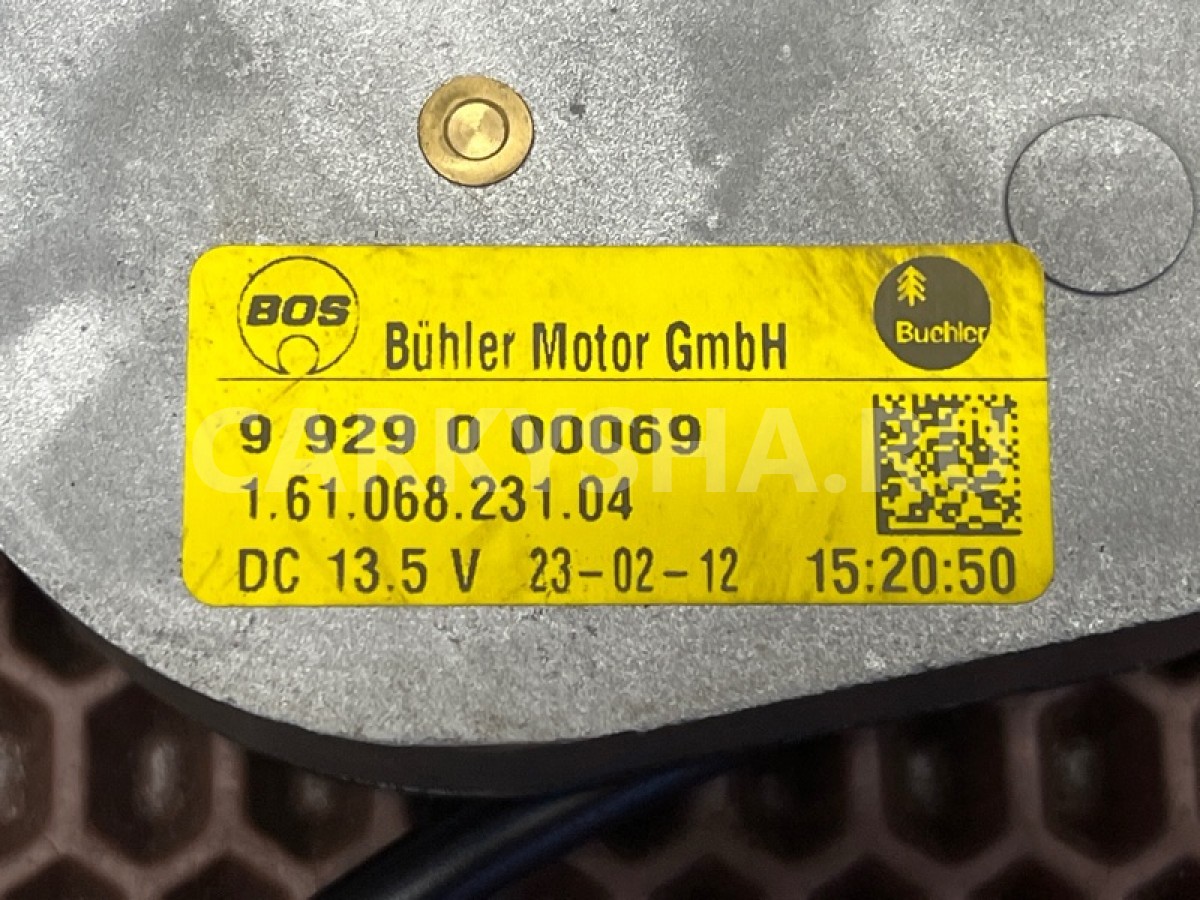 BOS
Bühler Motor GmbH
Buehler
9 929 0 00069
1.61.068.231.04
DC 13.5 V 23-02-12 15:20:50
CARKYSHA.